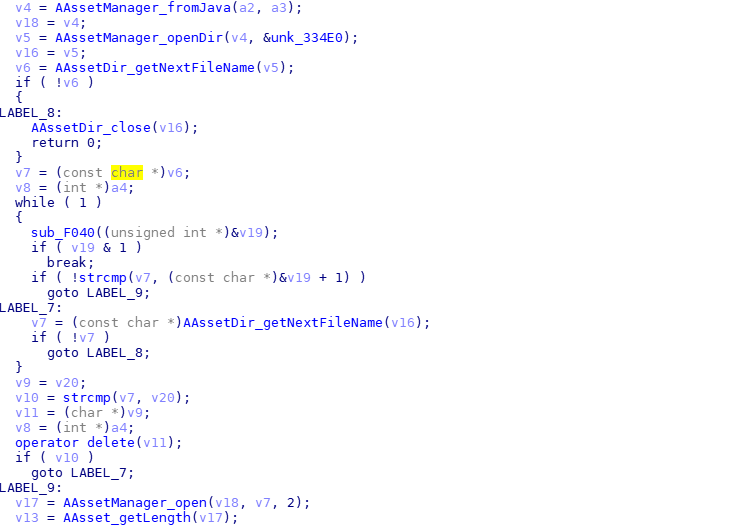 v4 = AAssetManager_fromJava(a2, a3);
v18 = v4;
v5 = AAssetManager_openDir(v4, &unk_334E0);
v16 = v5;
v6 = AAssetDir_getNextFileName(v5);
if ( !v6 )
{
LABEL_8:
AAssetDir_close(v16);
return 0;
}
v7 = (const char *)v6;
v8 = (int *)a4;
while ( 1 )
{
sub_F040((unsigned int *)&v19);
if ( v19 & 1 )
break;
if ( !strcmp(v7, (const char *)&v19 + 1) )
goto LABEL_9;
LABEL_7:
v7 = (const char *)AAssetDir_getNextFileName(v16);
if ( !v7 )
goto LABEL_8;
}
v9 = v20;
v10 = strcmp(v7, v20);
v11 = (char *)v9;
v8 = (int *)a4;
operator delete(v11);
if ( v10 )
goto LABEL_7;
LABEL_9:
v17 = AAssetManager_open(v18, v7, 2);
v13 = AAsset_getLength(v17);